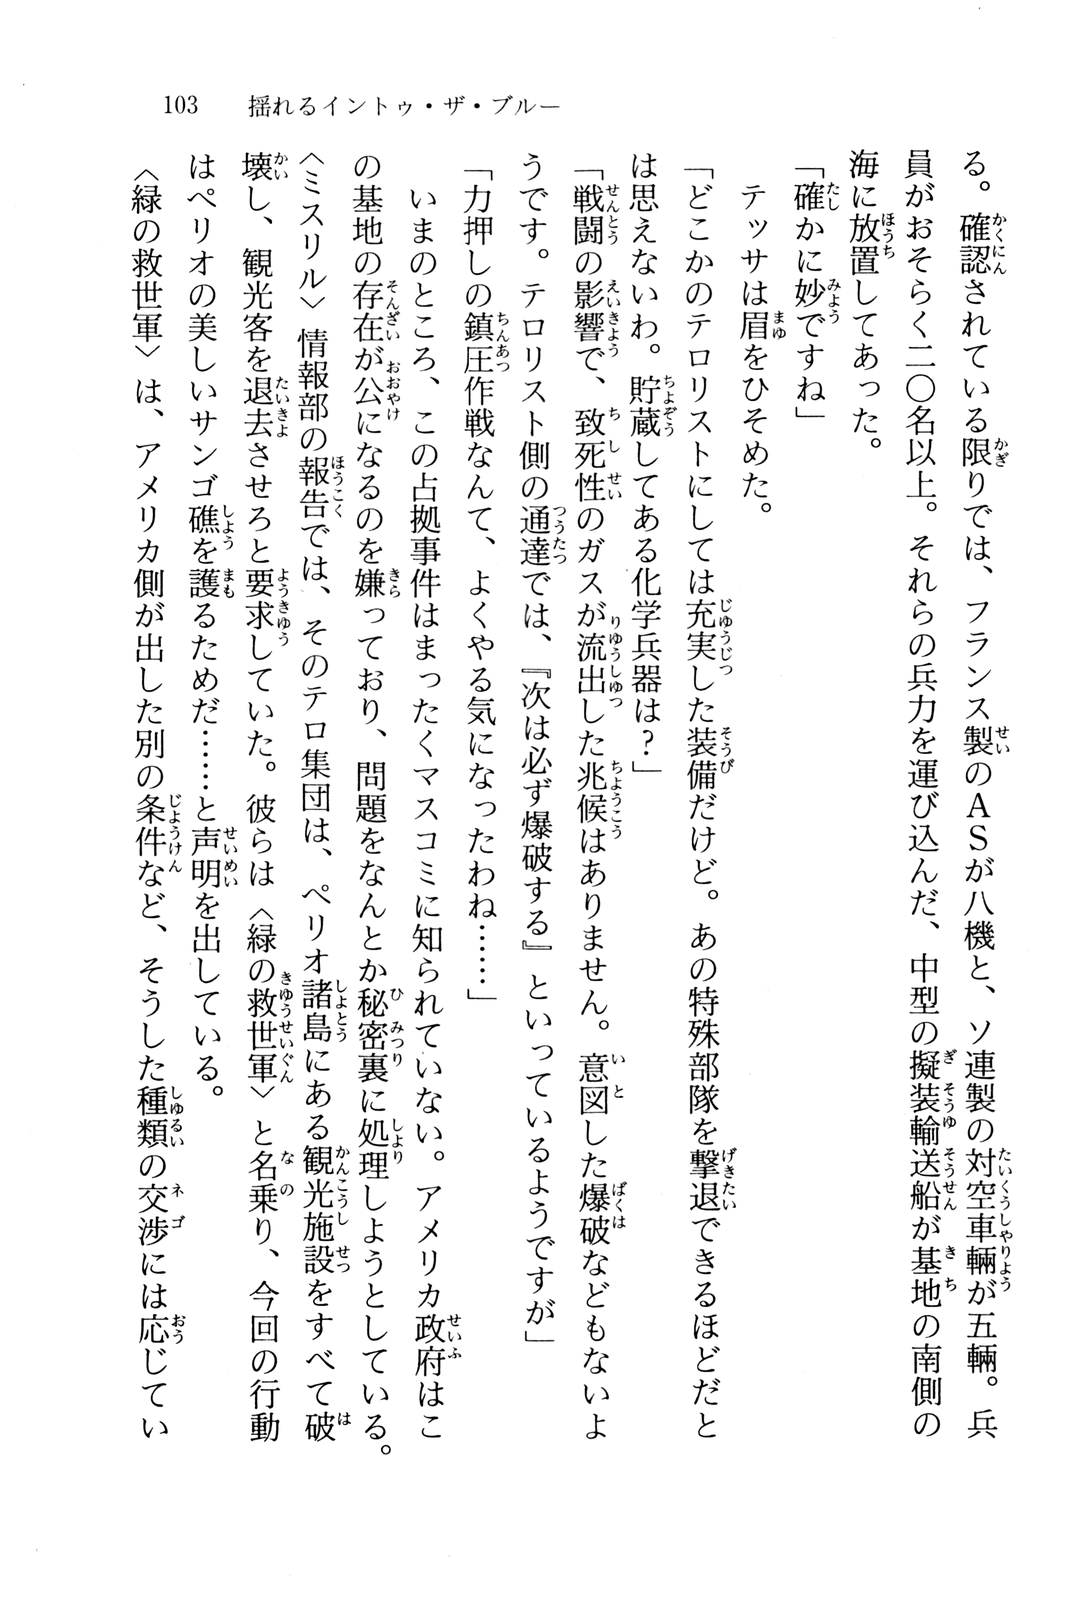 103　揺れるイントゥ・ザ・ブルー
る。確認されている限りでは、フランス製のASが八機と、ソ連製の対空車輛が五輛。兵
員がおそらく二〇名以上。それらの兵力を運び込んだ、中型の擬装輸送船が基地の南側の
海に放置してあった。
「確かに妙ですね」
　テッサは眉をひそめた。
「どこかのテロリストにしては充実した装備だけど。あの特殊部隊を撃退できるほどだと
は思えないわ。貯蔵してある化学兵器は?」
「戦闘の影響で、致死性のガスが流出した兆候はありません。意図した爆破などもないよ
うです。テロリスト側の通達では、『次は必ず爆破する』といっているようですが」
「力押しの鎮圧作戦なんて、よくやる気になったわね……」
　いまのところ、この占拠事件はまったくマスコミに知られていない。アメリカ政府はこ
の基地の存在が公になるのを嫌っており、問題をなんとか秘密裏に処理しようとしている。
〈ミスリル〉情報部の報告では、そのテロ集団は、ペリオ諸島にある観光施設をすべて破
壊し、観光客を退去させろと要求していた。彼らは〈緑の救世軍〉と名乗り、今回の行動
はペリオの美しいサンゴ礁を護るためだ……と声明を出している。
〈緑の救世軍〉は、アメリカ側が出した別の条件など、そうした種類の交渉には応じてい